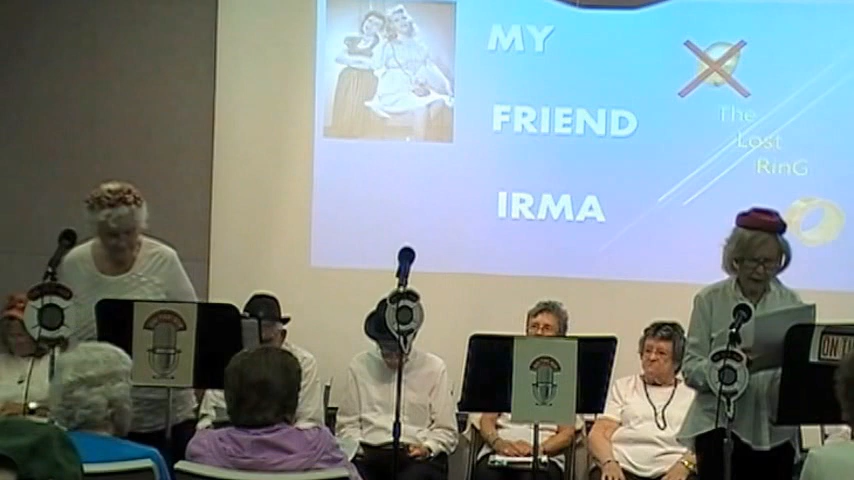 MY
FRIEND
IRMA
The
Lost
RinG
ON